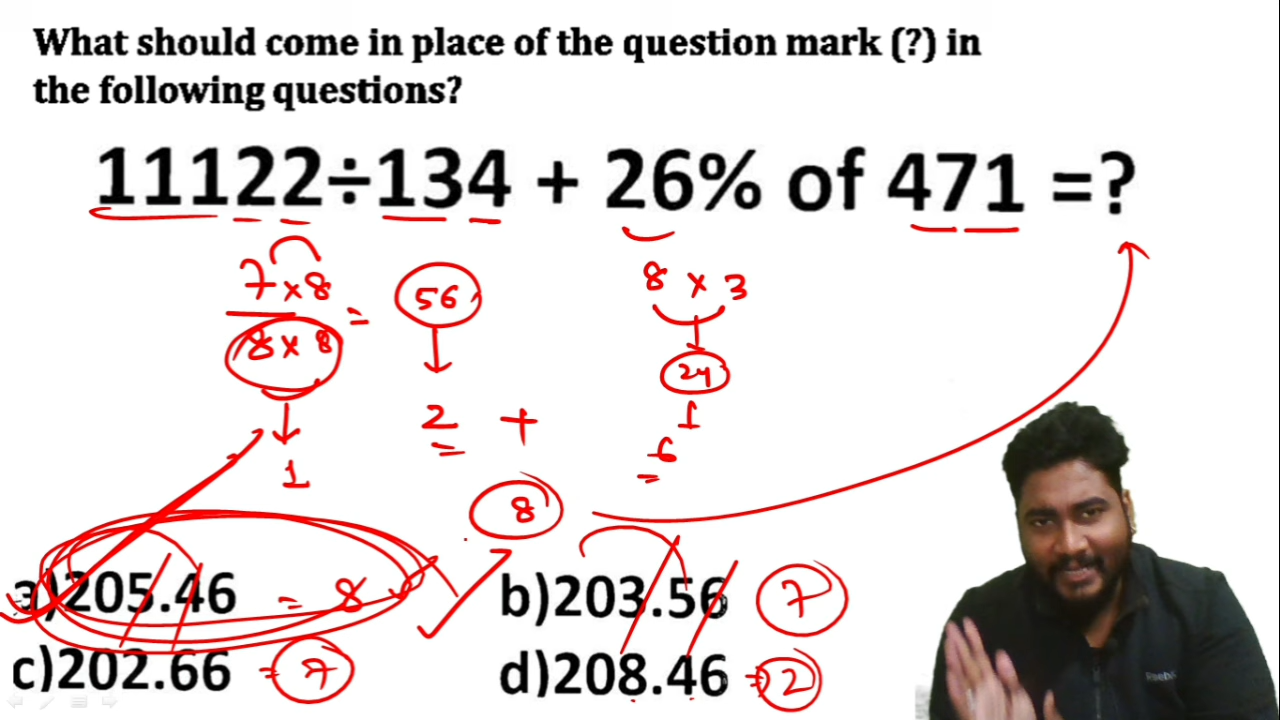 What should come in place of the question mark (?) in
the following questions?
11122÷134 + 26% of 471 =?
7×8
8×8
=
56
8 × 3
24
1
2 +
6
1
8
a)205.46 = 8
b)203.56 7
c)202.66 = 7
d)208.46 = 2
Reebok